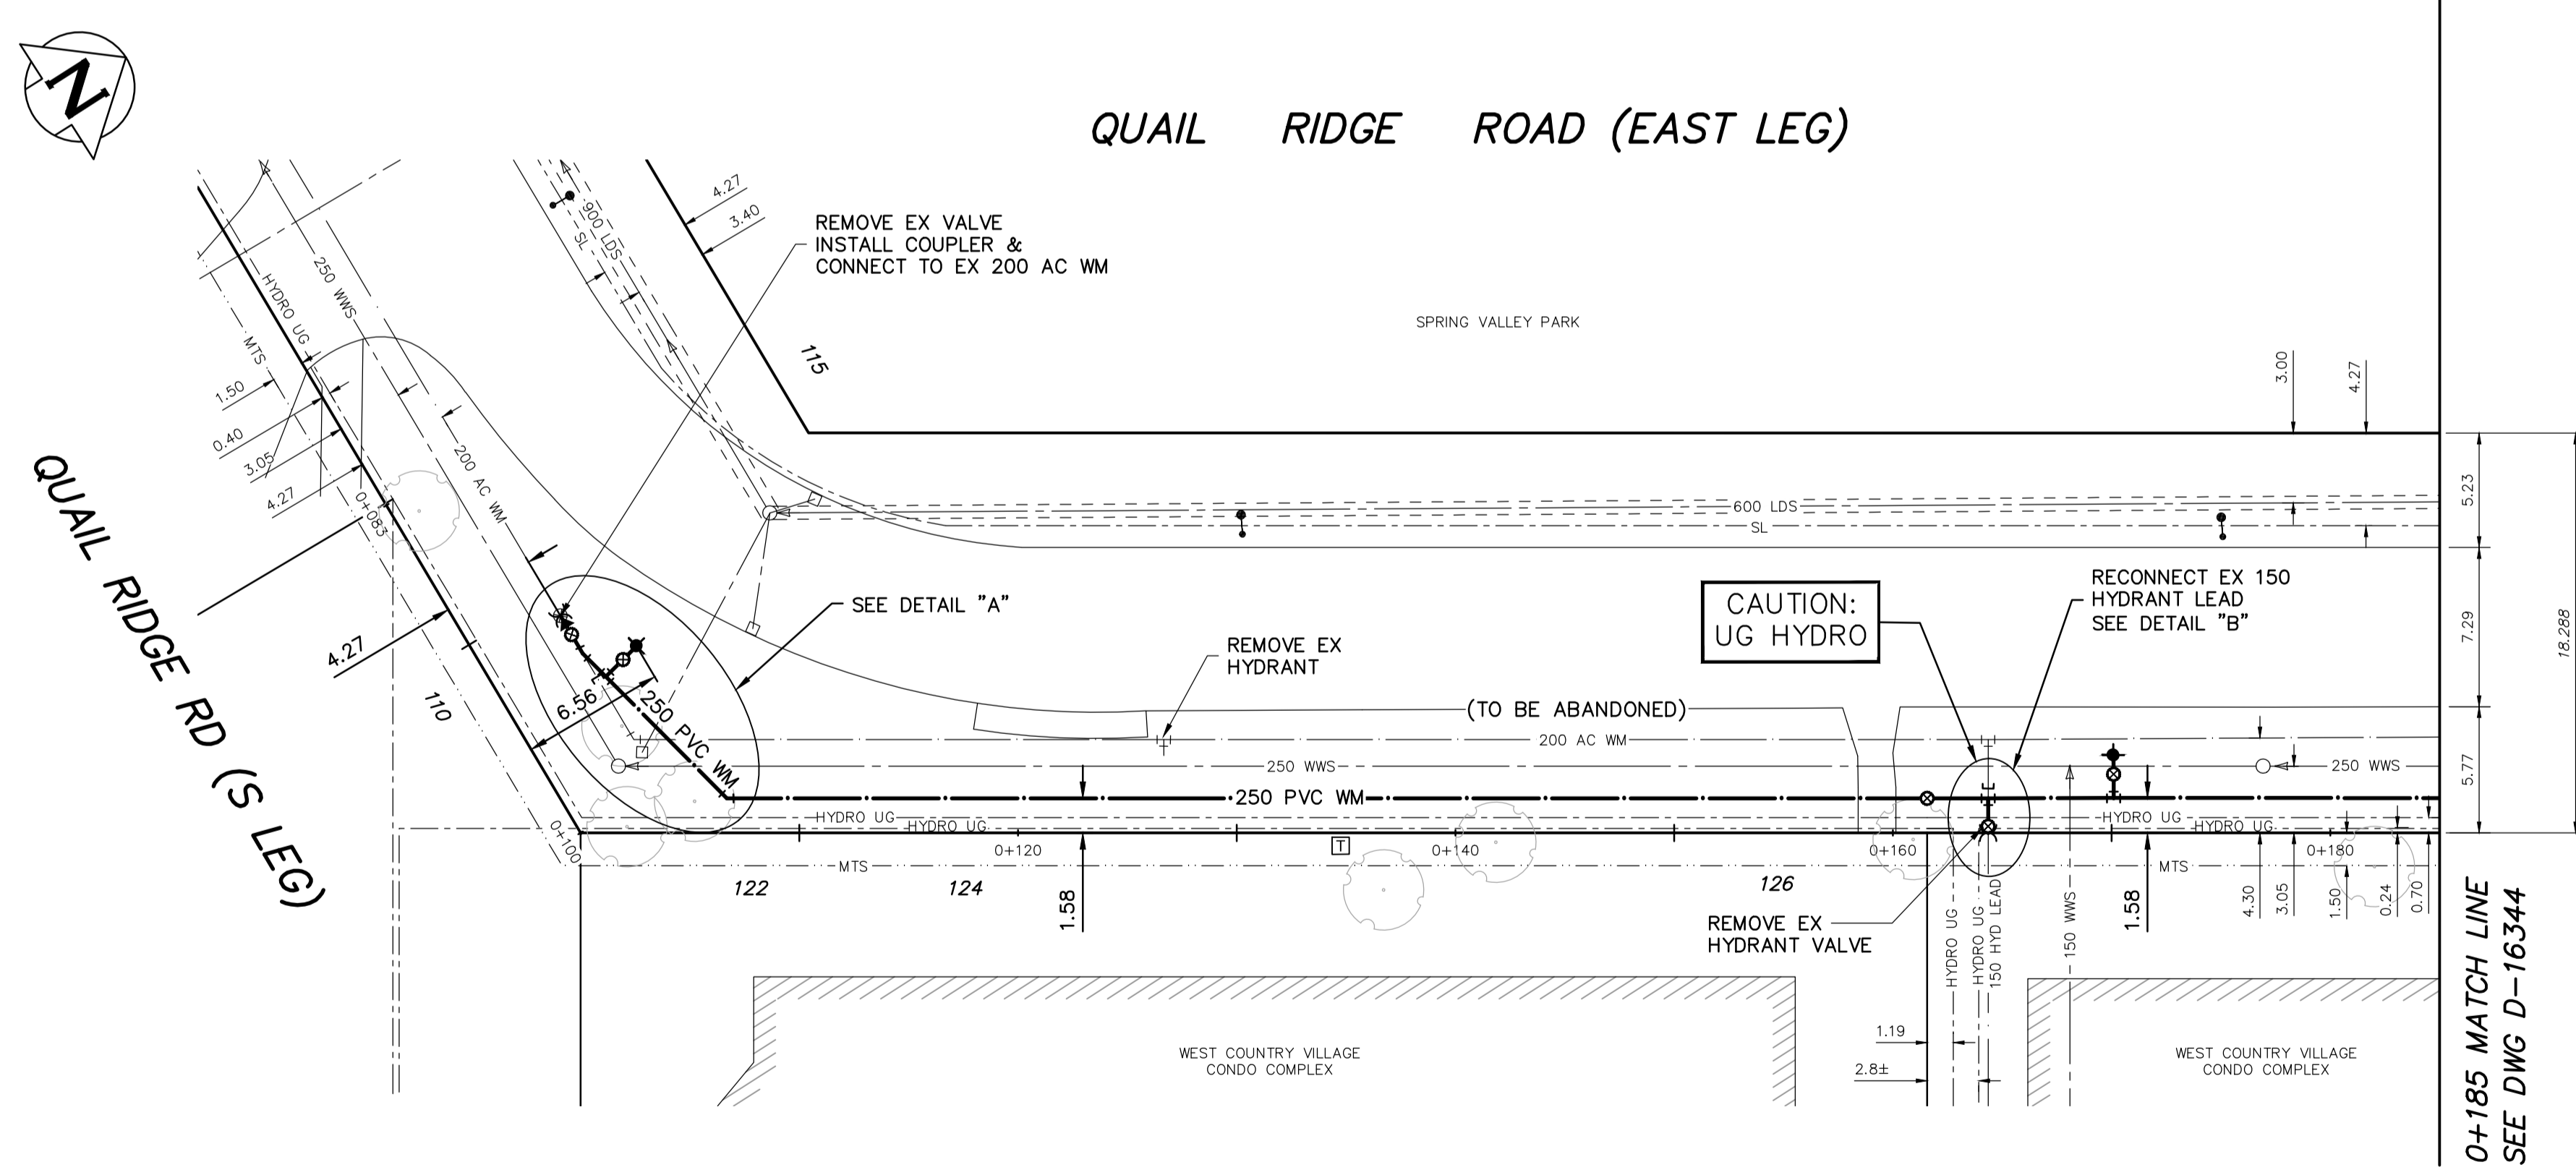 N
QUAIL RIDGE ROAD (EAST LEG)
4.27
3.40
900 LDS
SL
REMOVE EX VALVE
INSTALL COUPLER &
CONNECT TO EX 200 AC WM
250 WWS
HYDRO UG
MTS
SPRING VALLEY PARK
115
3.00
4.27
1.50
0.40
3.05
4.27
200 AC WM
0+083
QUAIL RIDGE RD (S LEG)
600 LDS
SL
5.23
7.29
18.288
5.77
SEE DETAIL "A"
CAUTION:
UG HYDRO
RECONNECT EX 150
HYDRANT LEAD
SEE DETAIL "B"
REMOVE EX
HYDRANT
4.27
110
6.56
250 PVC WM
(TO BE ABANDONED)
200 AC WM
250 WWS
250 WWS
250 PVC WM
HYDRO UG
HYDRO UG
HYDRO UG
HYDRO UG
0+100
0+120
T
0+140
0+160
0+180
MTS
MTS
122
124
126
1.58
1.58
4.30
3.05
1.50
0.24
0.70
REMOVE EX
HYDRANT VALVE
HYDRO UG
HYDRO UG
150 HYD LEAD
150 WWS
1.19
2.8±
WEST COUNTRY VILLAGE
CONDO COMPLEX
WEST COUNTRY VILLAGE
CONDO COMPLEX
0+185 MATCH LINE
SEE DWG D-16344